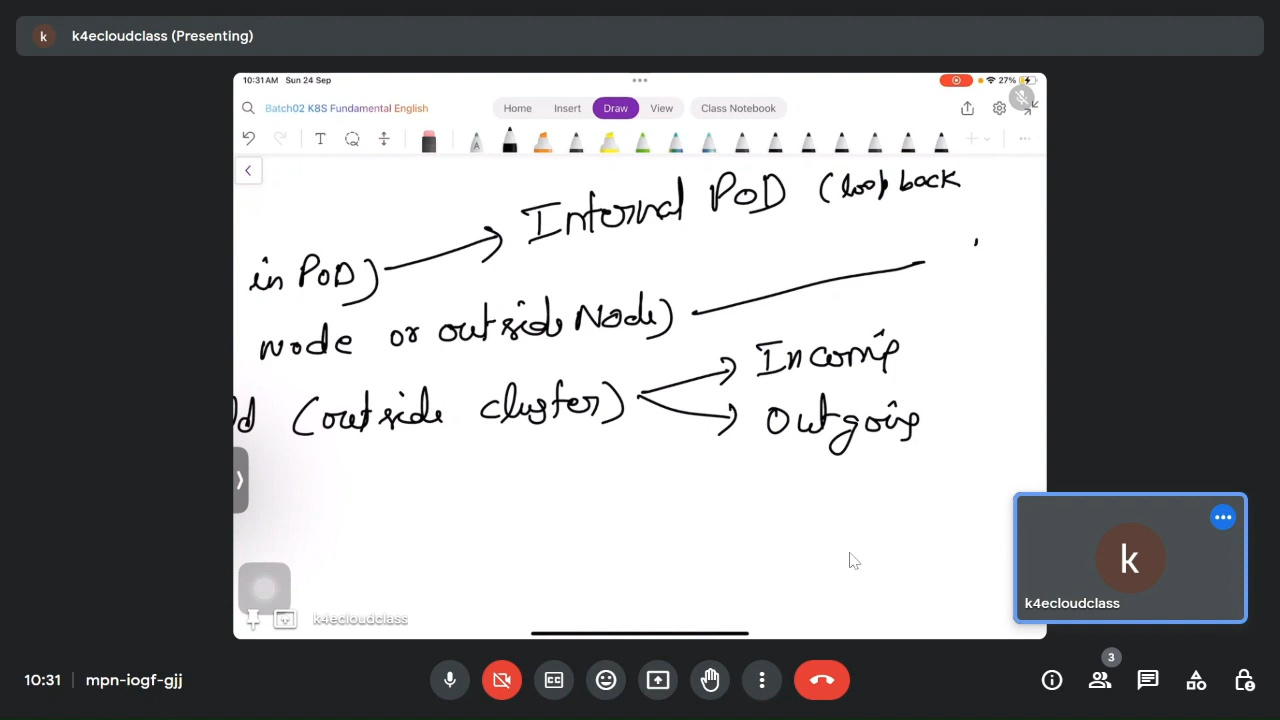 k
k4ecloudclass (Presenting)
10:31 AM Sun 24 Sep
27%
Batch02 K8S Fundamental English
Home
Insert
Draw
View
Class Notebook
T
A
Internal POD (loop back
in POD)
node or outside Node)
Incoming
(outside cluster)
Outgoing
k
k4ecloudclass
k4ecloudclass
10:31
mpn-iogf-gjj
CC
3